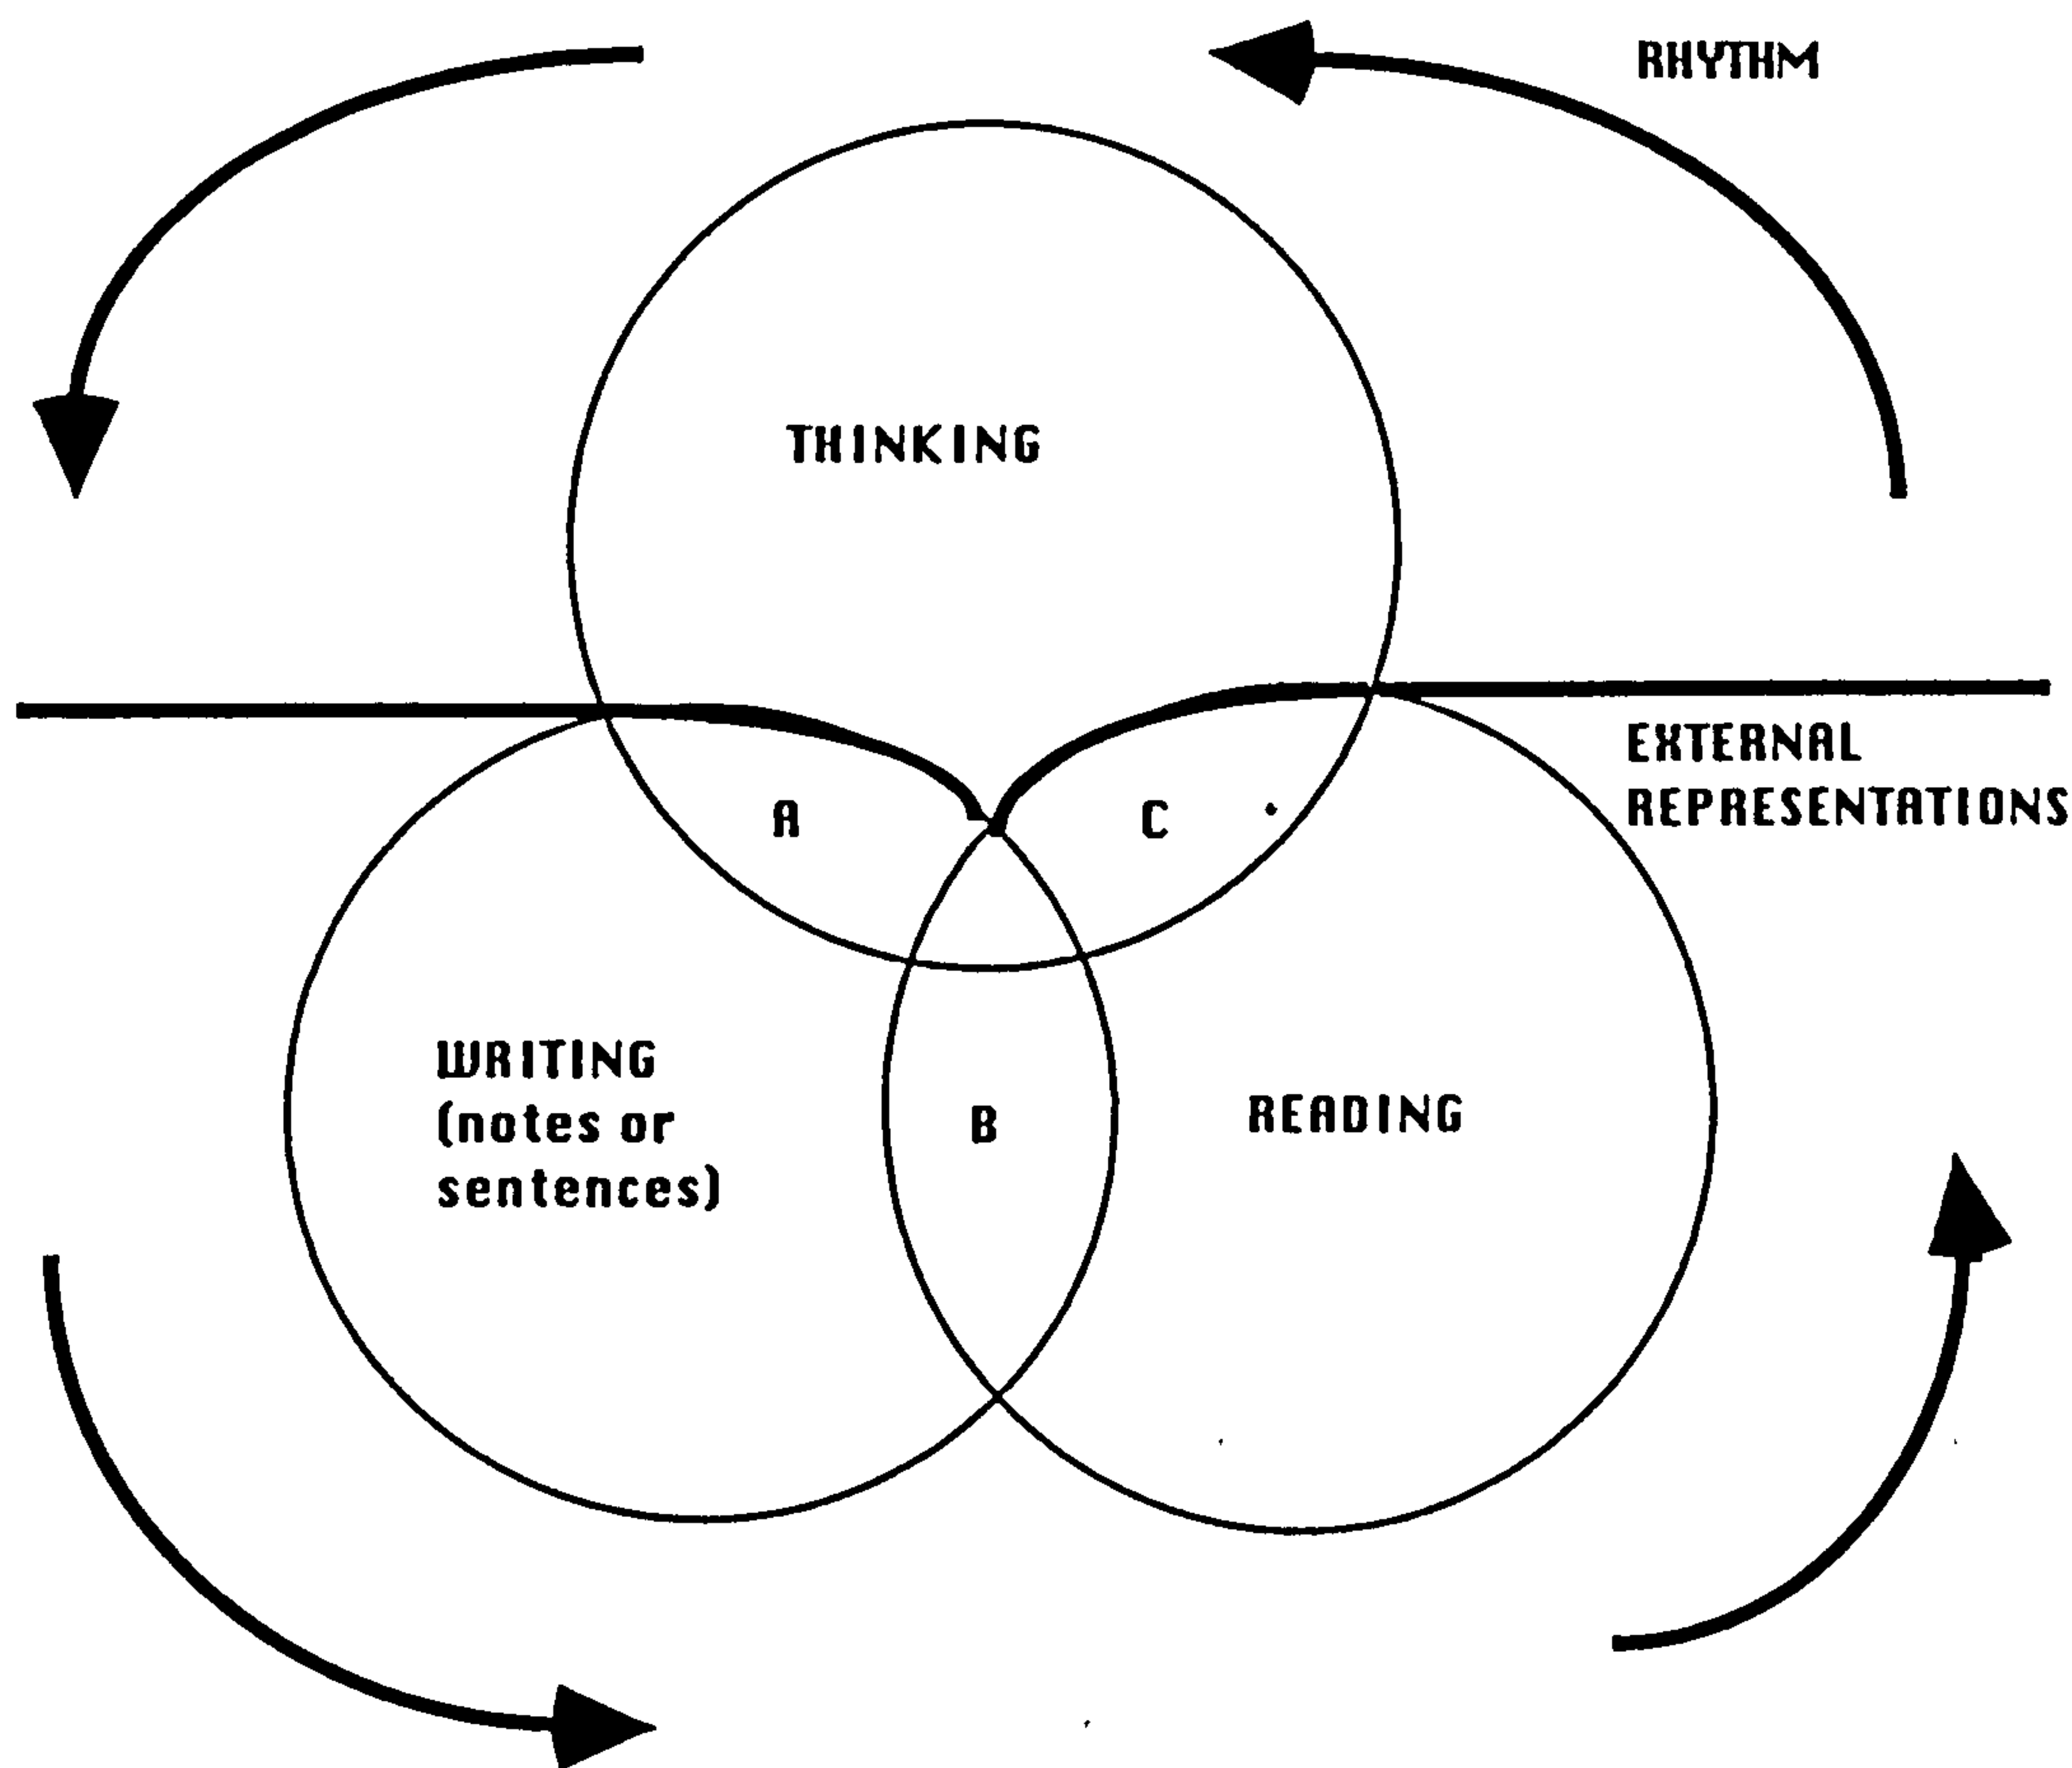 RHYTHM
THINKING
EXTERNAL
REPRESENTATIONS
A
C
WRITING
(notes or
sentences)
B
READING